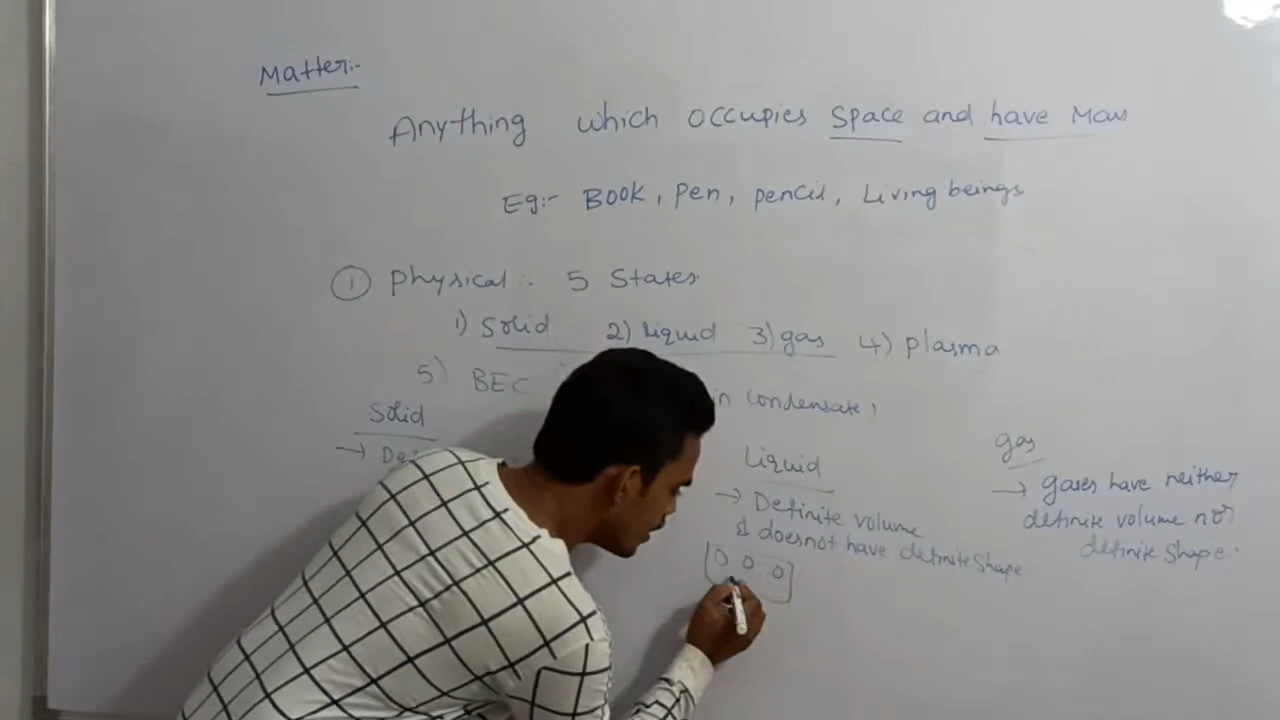 Matter:-
Anything which occupies space and have Mass
Eg:- Book, Pen, pencil, Living beings
① Physical :- 5 States.
1) Solid 2) Liquid 3) gas 4) plasma
5) BEC in condensate,
Solid
→ De
Liquid
→ Definite volume
& doesnot have definite shape
gas
→ gases have neither
definite volume nor
definite shape.